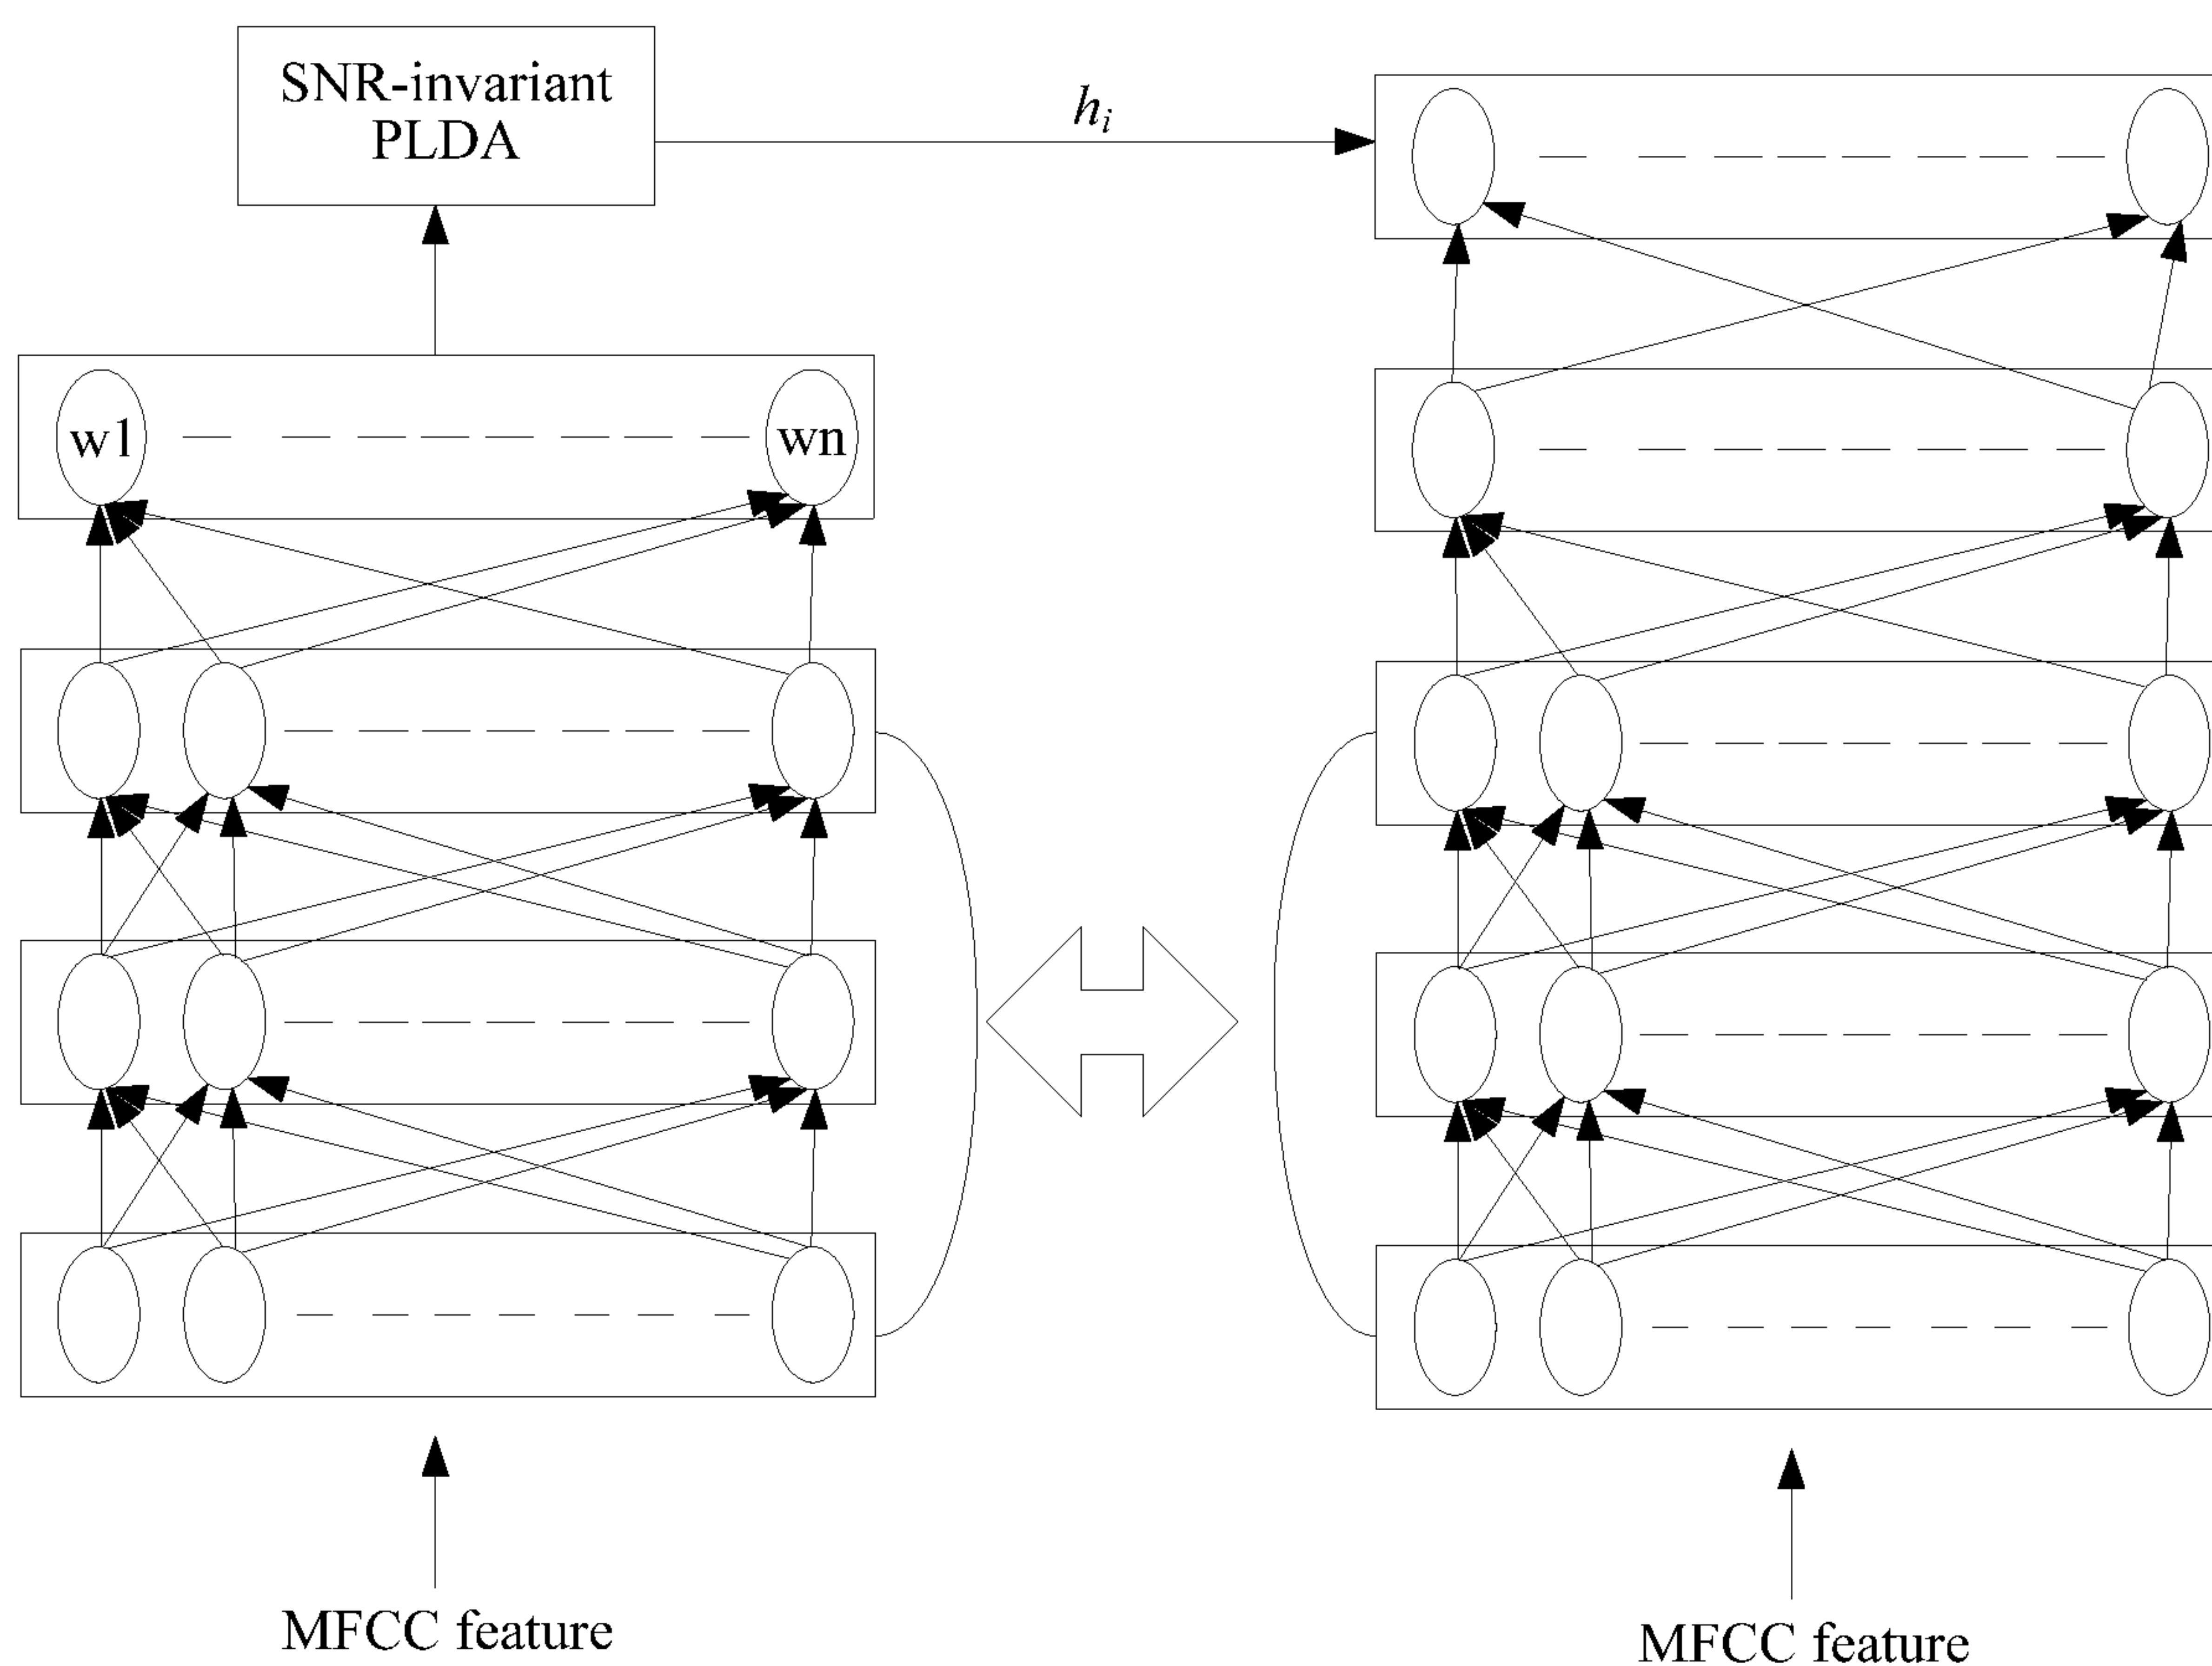 SNR-invariant
PLDA
hi
w1
wn
MFCC feature
MFCC feature